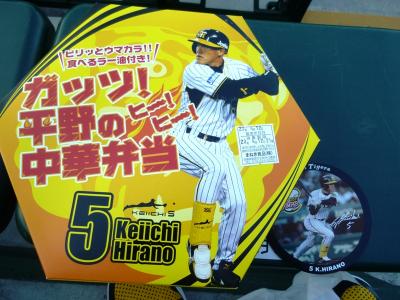 ピリッとウマカラ!!
食べるラー油付き!
ガッツ!
平野の
ヒー!
ヒー!
中華弁当
KEIICHI 5
5
Keiichi
Hirano
Tigers
5 K.HIRANO